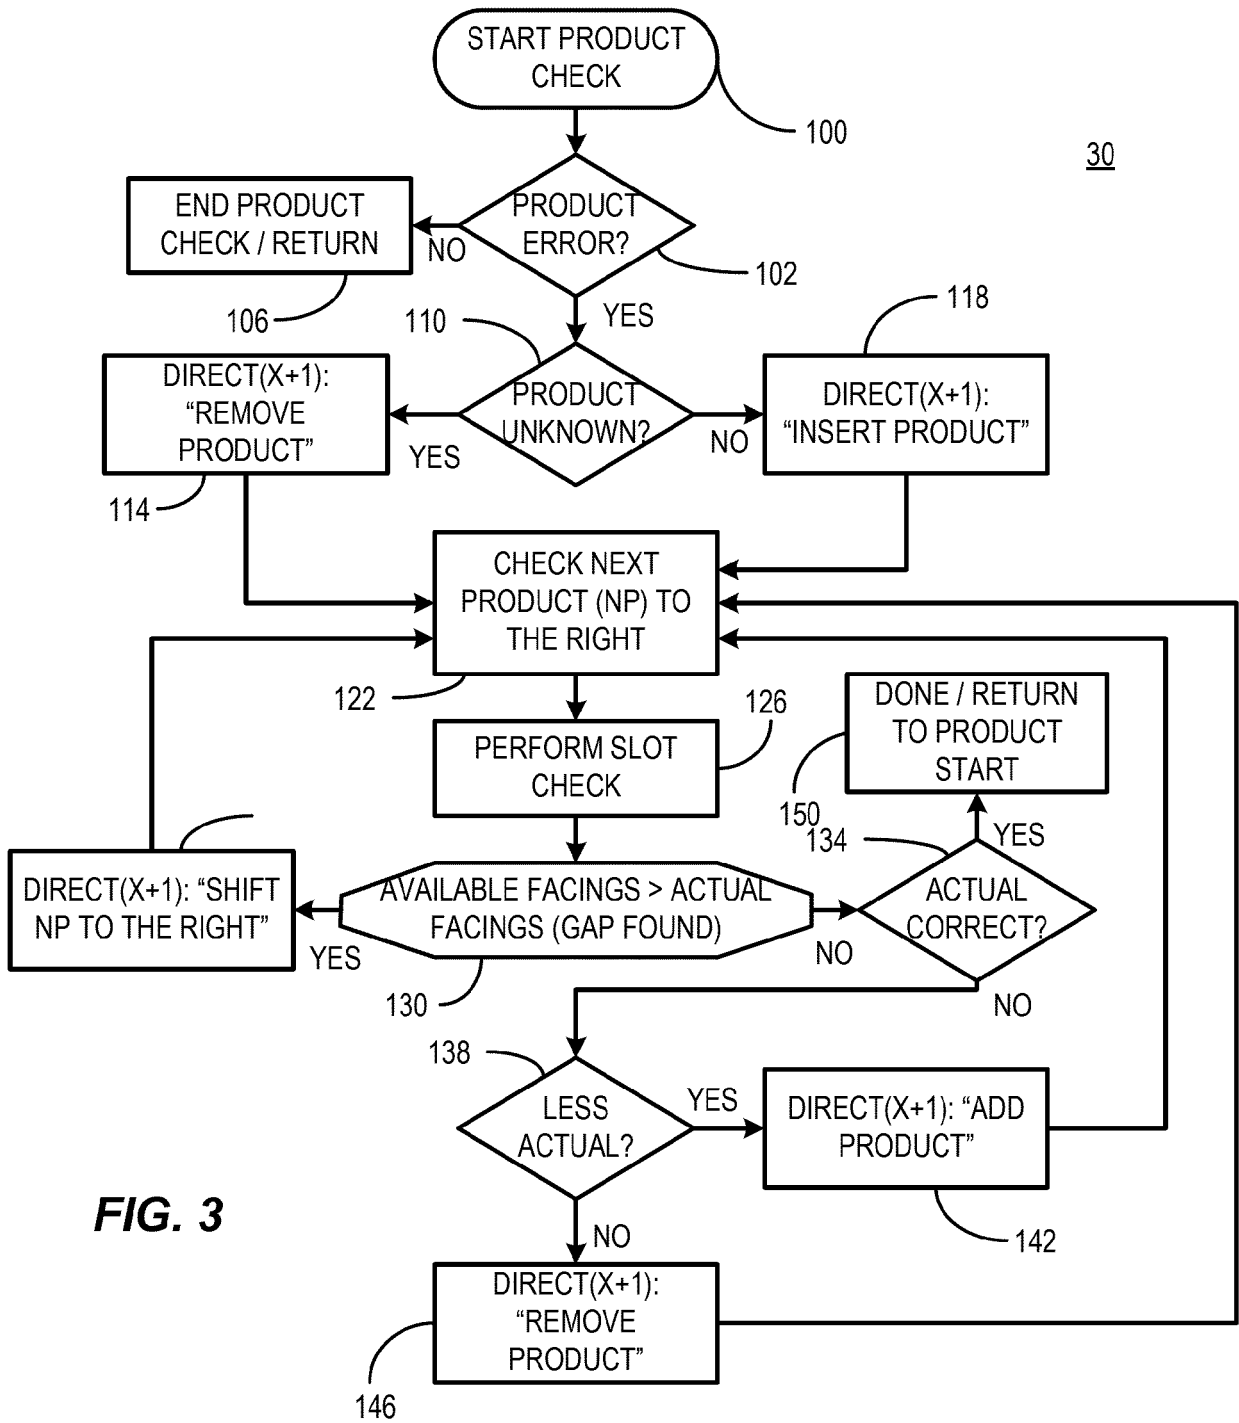 START PRODUCT
CHECK
100
30
END PRODUCT
CHECK / RETURN
NO
PRODUCT
ERROR?
102
106
YES
110
118
DIRECT(X+1):
“REMOVE
PRODUCT”
YES
PRODUCT
UNKNOWN?
NO
DIRECT(X+1):
“INSERT PRODUCT”
114
CHECK NEXT
PRODUCT (NP) TO
THE RIGHT
122
126
PERFORM SLOT
CHECK
DONE / RETURN
TO PRODUCT
START
150
134
YES
DIRECT(X+1): “SHIFT
NP TO THE RIGHT”
YES
AVAILABLE FACINGS > ACTUAL
FACINGS (GAP FOUND)
NO
ACTUAL
CORRECT?
130
NO
138
LESS
ACTUAL?
YES
DIRECT(X+1): “ADD
PRODUCT”
142
FIG. 3
NO
DIRECT(X+1):
“REMOVE
PRODUCT”
146